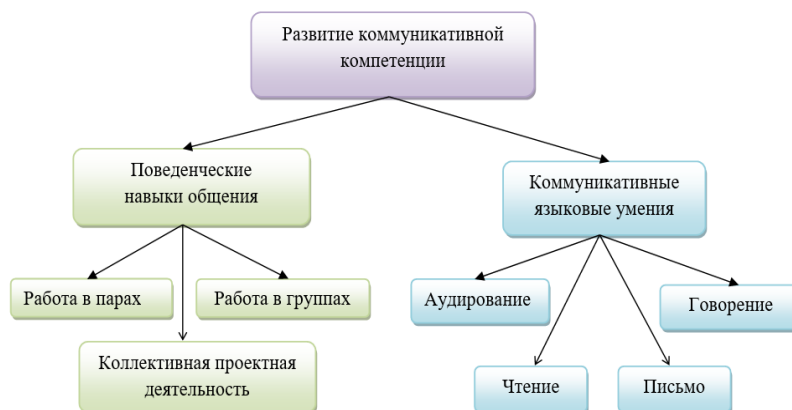 Развитие коммуникативной
компетенции
Поведенческие
навыки общения
Коммуникативные
языковые умения
Работа в парах
Работа в группах
Аудирование
Говорение
Коллективная проектная
деятельность
Чтение
Письмо